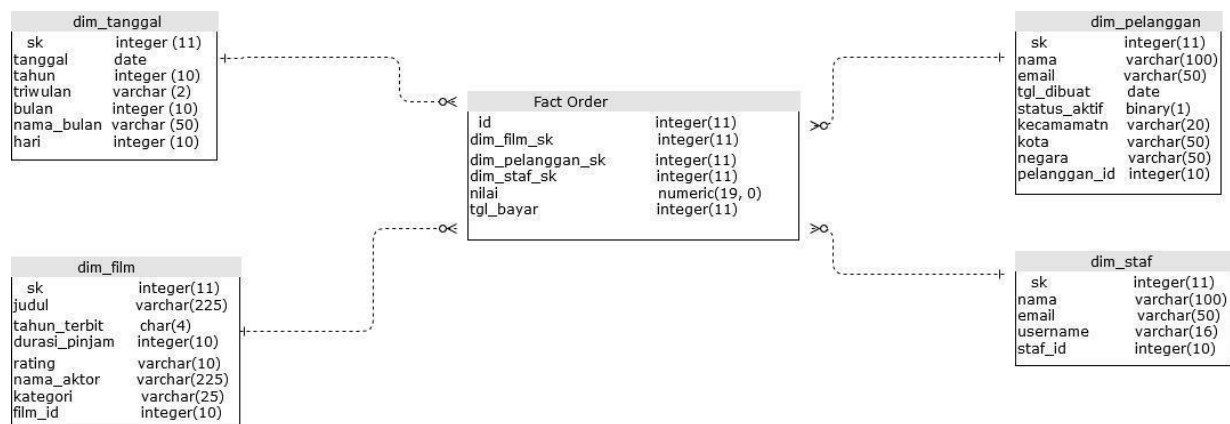 dim_tanggal
sk integer (11)
tanggal date
tahun integer (10)
triwulan varchar (2)
bulan integer (10)
nama_bulan varchar (50)
hari integer (10)
dim_pelanggan
sk integer(11)
nama varchar(100)
email varchar(50)
tgl_dibuat date
status_aktif binary(1)
kecamamatn varchar(20)
kota varchar(50)
negara varchar(50)
pelanggan_id integer(10)
Fact Order
id integer(11)
dim_film_sk integer(11)
dim_pelanggan_sk integer(11)
dim_staf_sk integer(11)
nilai numeric(19, 0)
tgl_bayar integer(11)
dim_film
sk integer(11)
judul varchar(225)
tahun_terbit char(4)
durasi_pinjam integer(10)
rating varchar(10)
nama_aktor varchar(225)
kategori varchar(25)
film_id integer(10)
dim_staf
sk integer(11)
nama varchar(100)
email varchar(50)
username varchar(16)
staf_id integer(10)